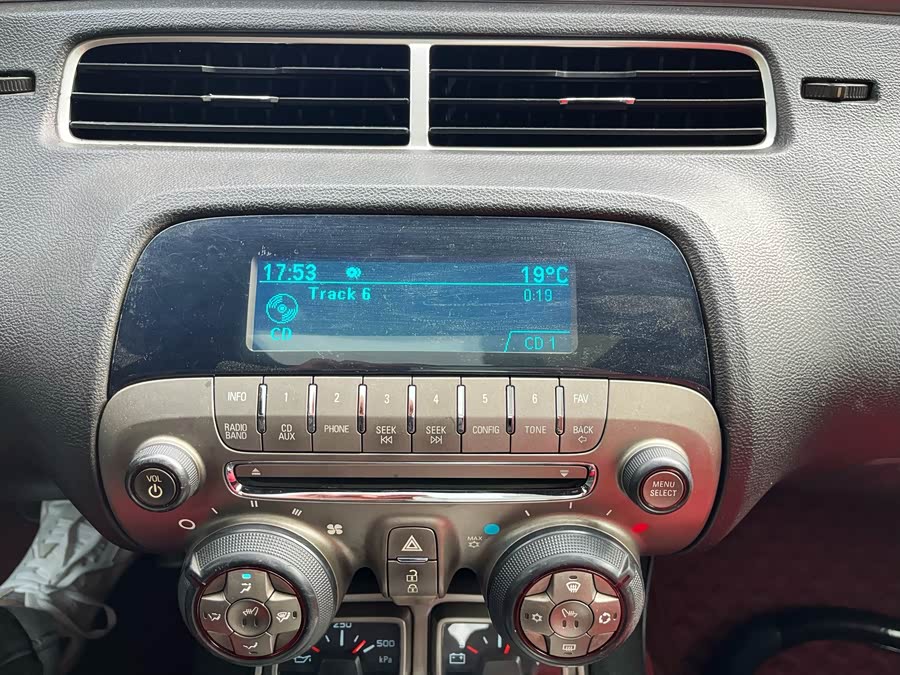 17:53 19°C
Track 6 0:19
CD
CD 1
INFO 1 2 3 4 5 6 FAV
RADIO BAND CD AUX PHONE SEEK SEEK CONFIG TONE BACK
VOL
MENU SELECT
MAX
250
500
kPa